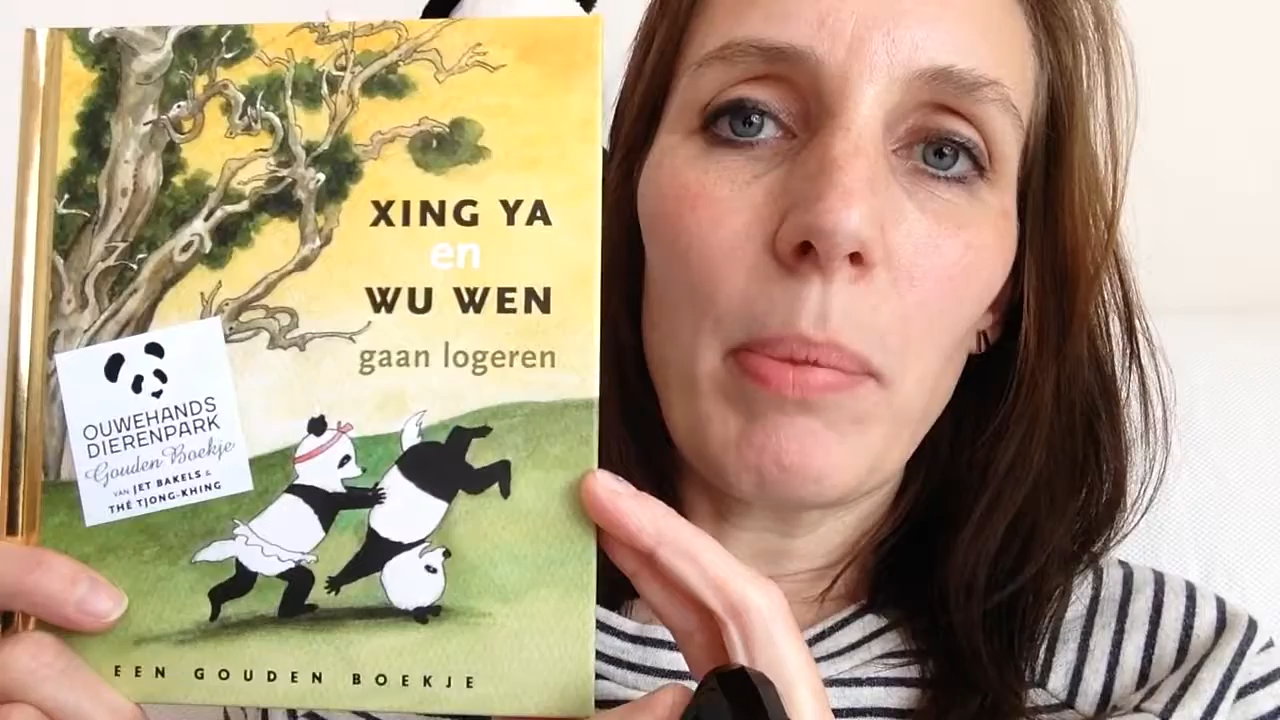 XING YA
en
WU WEN
gaan logeren
OUWEHANDS
DIERENPARK
Gouden Boekje
VAN JET BAKELS &
THÉ TJONG-KHING
EEN GOUDEN BOEKJE